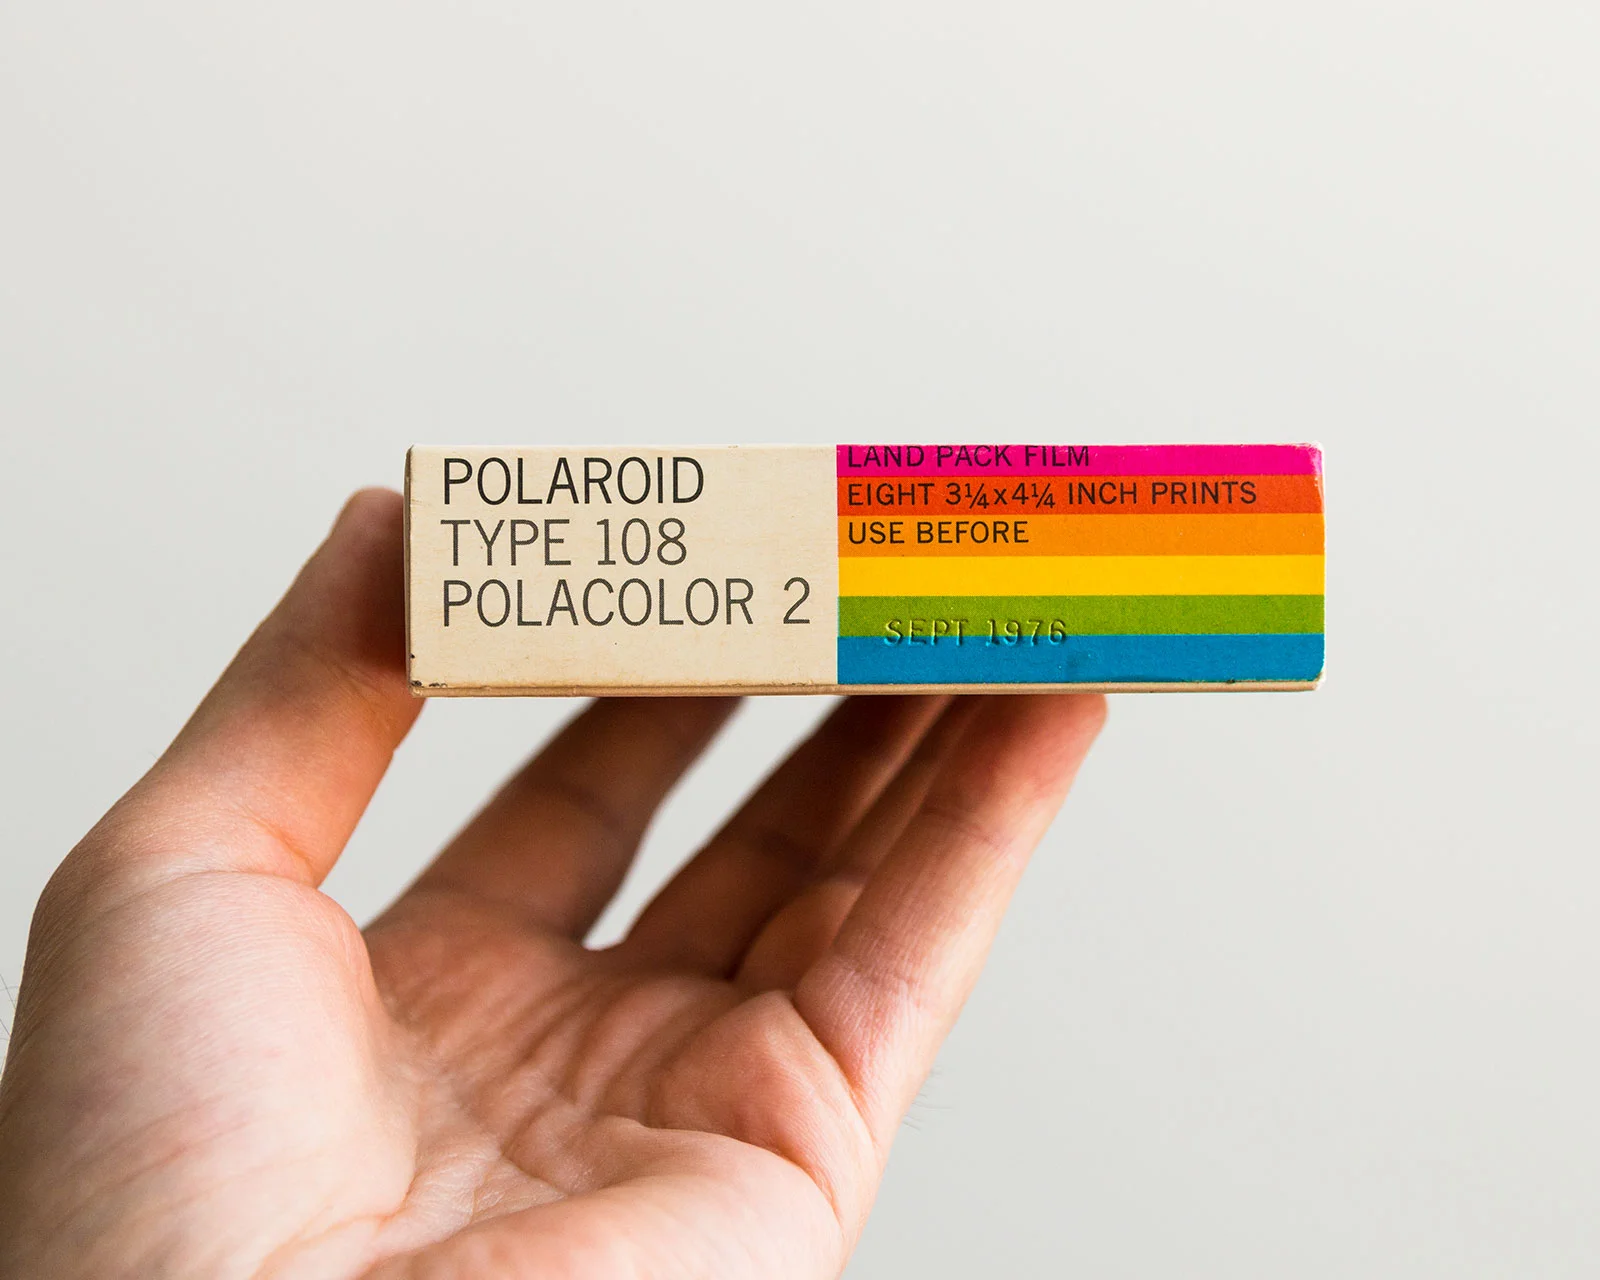 POLAROID
TYPE 108
POLACOLOR 2
LAND PACK FILM
EIGHT 3¼x4¼ INCH PRINTS
USE BEFORE
SEPT 1976